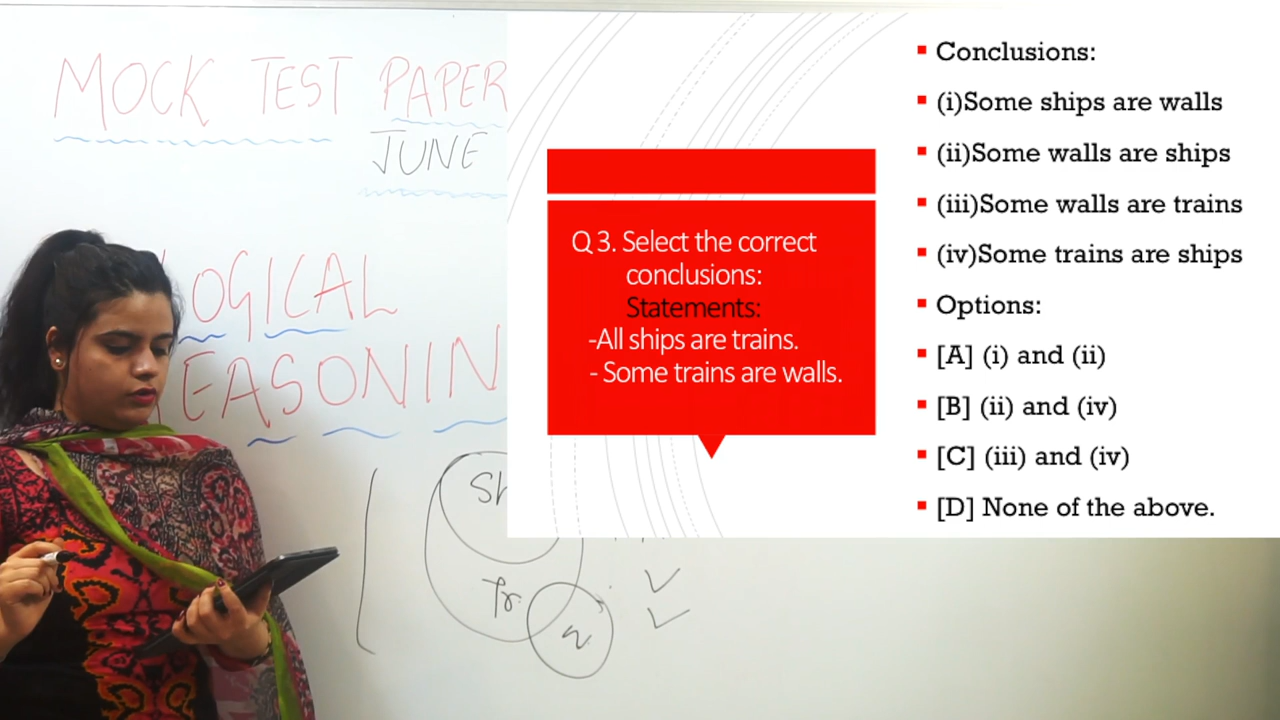 MOCK TEST PAPER
JUNE
LOGICAL
REASONIN
Sh
Tr.
Q 3. Select the correct
conclusions:
Statements:
-All ships are trains.
- Some trains are walls.
Conclusions:
(i)Some ships are walls
(ii)Some walls are ships
(iii)Some walls are trains
(iv)Some trains are ships
Options:
[A] (i) and (ii)
[B] (ii) and (iv)
[C] (iii) and (iv)
[D] None of the above.